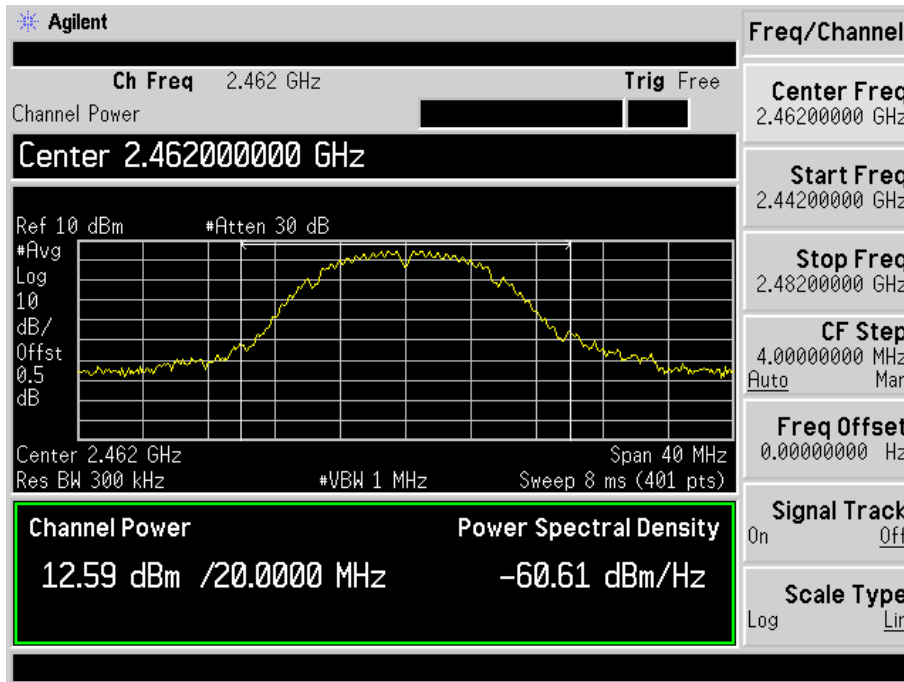 Agilent
Freq/Channel
Ch Freq 2.462 GHz Trig Free
Channel Power
Center 2.462000000 GHz
Ref 10 dBm #Atten 30 dB
#Avg
Log
10
dB/
Offst
0.5
dB
Center 2.462 GHz Span 40 MHz
Res BW 300 kHz #VBW 1 MHz Sweep 8 ms (401 pts)
Channel Power Power Spectral Density
12.59 dBm /20.0000 MHz -60.61 dBm/Hz
Center Freq
2.46200000 GHz
Start Freq
2.44200000 GHz
Stop Freq
2.48200000 GHz
CF Step
4.00000000 MHz
Auto Man
Freq Offset
0.00000000 Hz
Signal Track
On Off
Scale Type
Log Lin